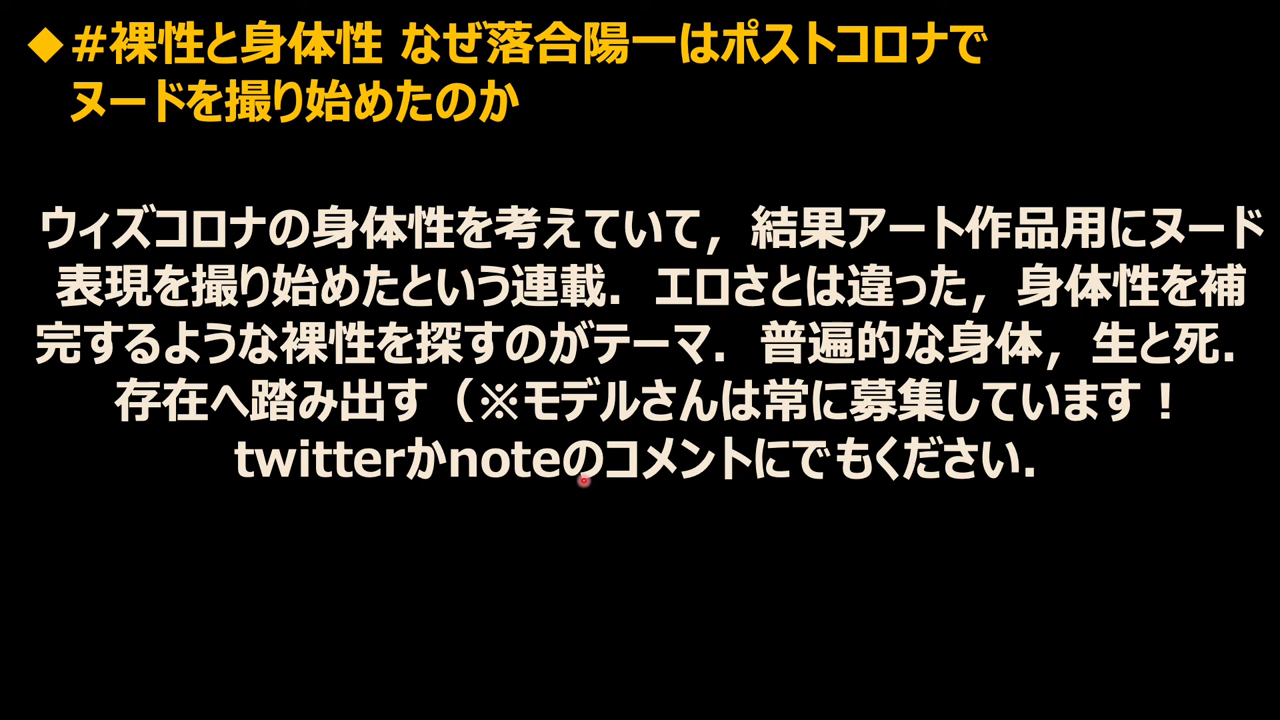 ◆#裸性と身体性 なぜ落合陽一はポストコロナで
ヌードを撮り始めたのか
ウィズコロナの身体性を考えていて，結果アート作品用にヌード
表現を撮り始めたという連載．エロさとは違った，身体性を補
完するような裸性を探すのがテーマ．普遍的な身体，生と死．
存在へ踏み出す（※モデルさんは常に募集しています！
twitterかnoteのコメントにでもください．